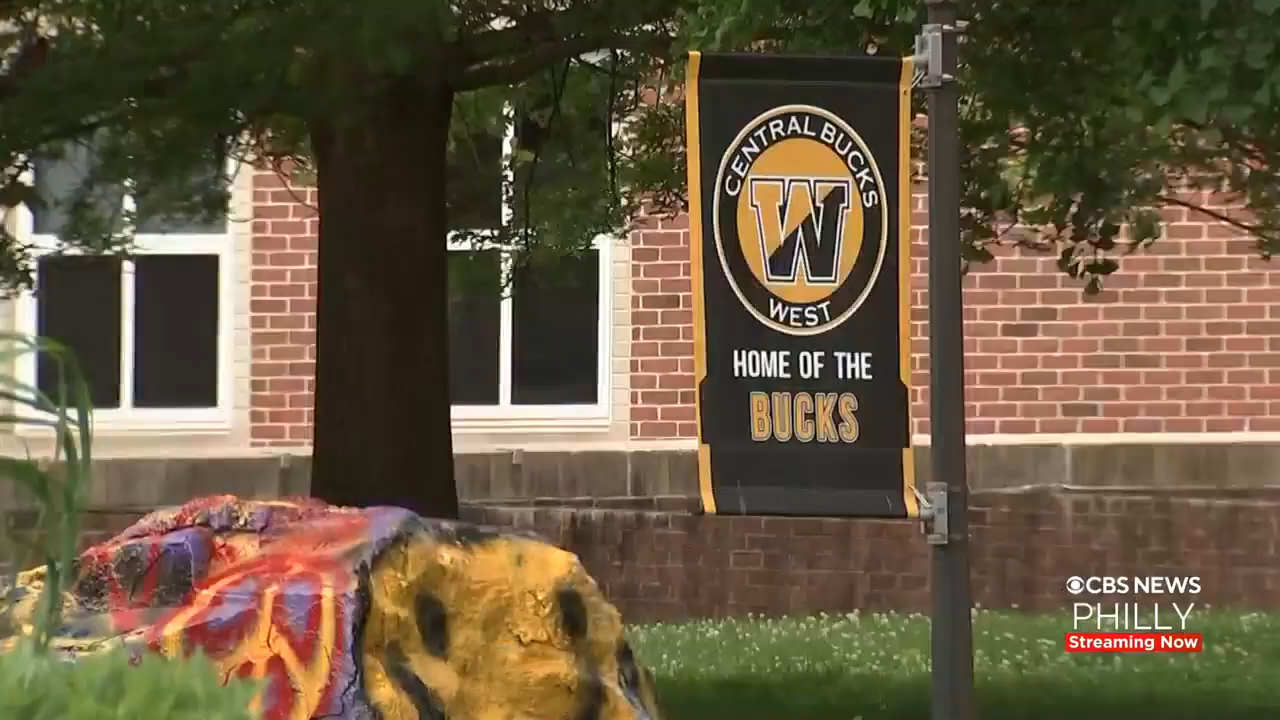 CENTRAL BUCKS
W
WEST
HOME OF THE
BUCKS
CBS NEWS
PHILLY
Streaming Now